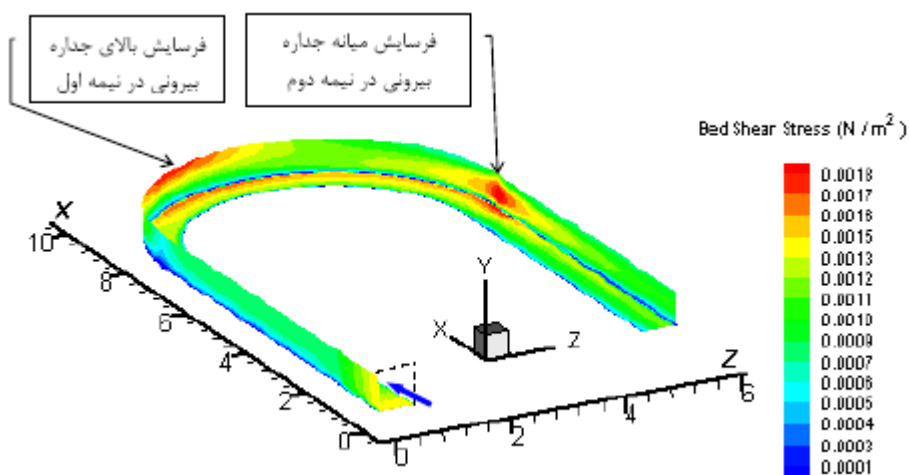 فرسایش بالای جداره
بیرونی در نیمه اول
فرسایش میانه جداره
بیرونی در نیمه دوم
Bed Shear Stress (N / m²)
0.0018
0.0017
0.0016
0.0015
0.0013
0.0012
0.0011
0.0010
0.0009
0.0007
0.0006
0.0005
0.0004
0.0003
0.0001
X
10
8
6
4
2
0
Y
X
Z
Z
0
2
4
6